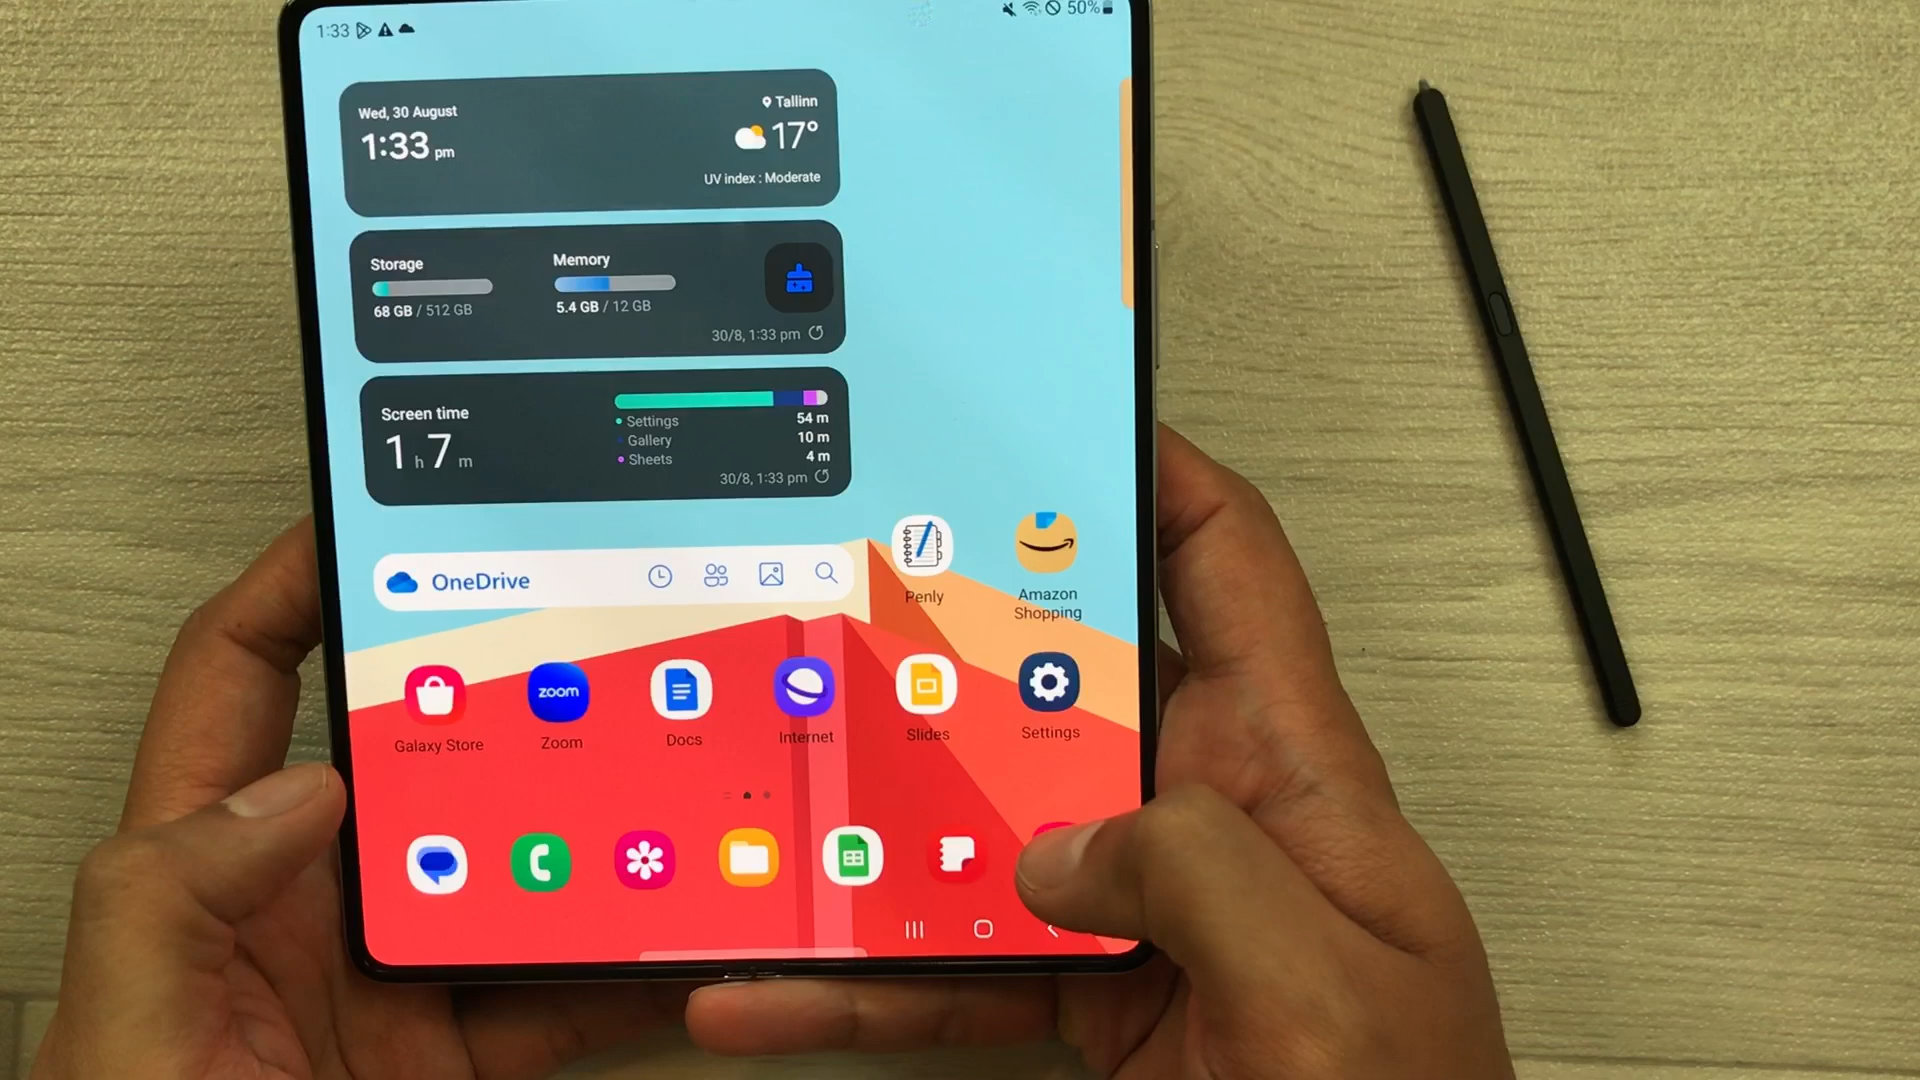 1:33
50%
Wed, 30 August
1:33 pm
Tallinn
17°
UV index : Moderate
Storage
68 GB / 512 GB
Memory
5.4 GB / 12 GB
30/8, 1:33 pm
Screen time
1 h 7 m
Settings 54 m
Gallery 10 m
Sheets 4 m
30/8, 1:33 pm
OneDrive
Penly
Amazon
Shopping
zoom
Galaxy Store
Zoom
Docs
Internet
Slides
Settings